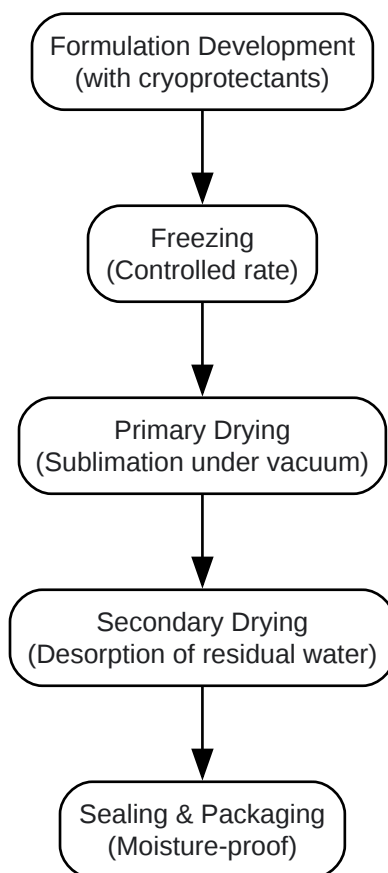 Formulation Development
(with cryoprotectants)
Freezing
(Controlled rate)
Primary Drying
(Sublimation under vacuum)
Secondary Drying
(Desorption of residual water)
Sealing & Packaging
(Moisture-proof)